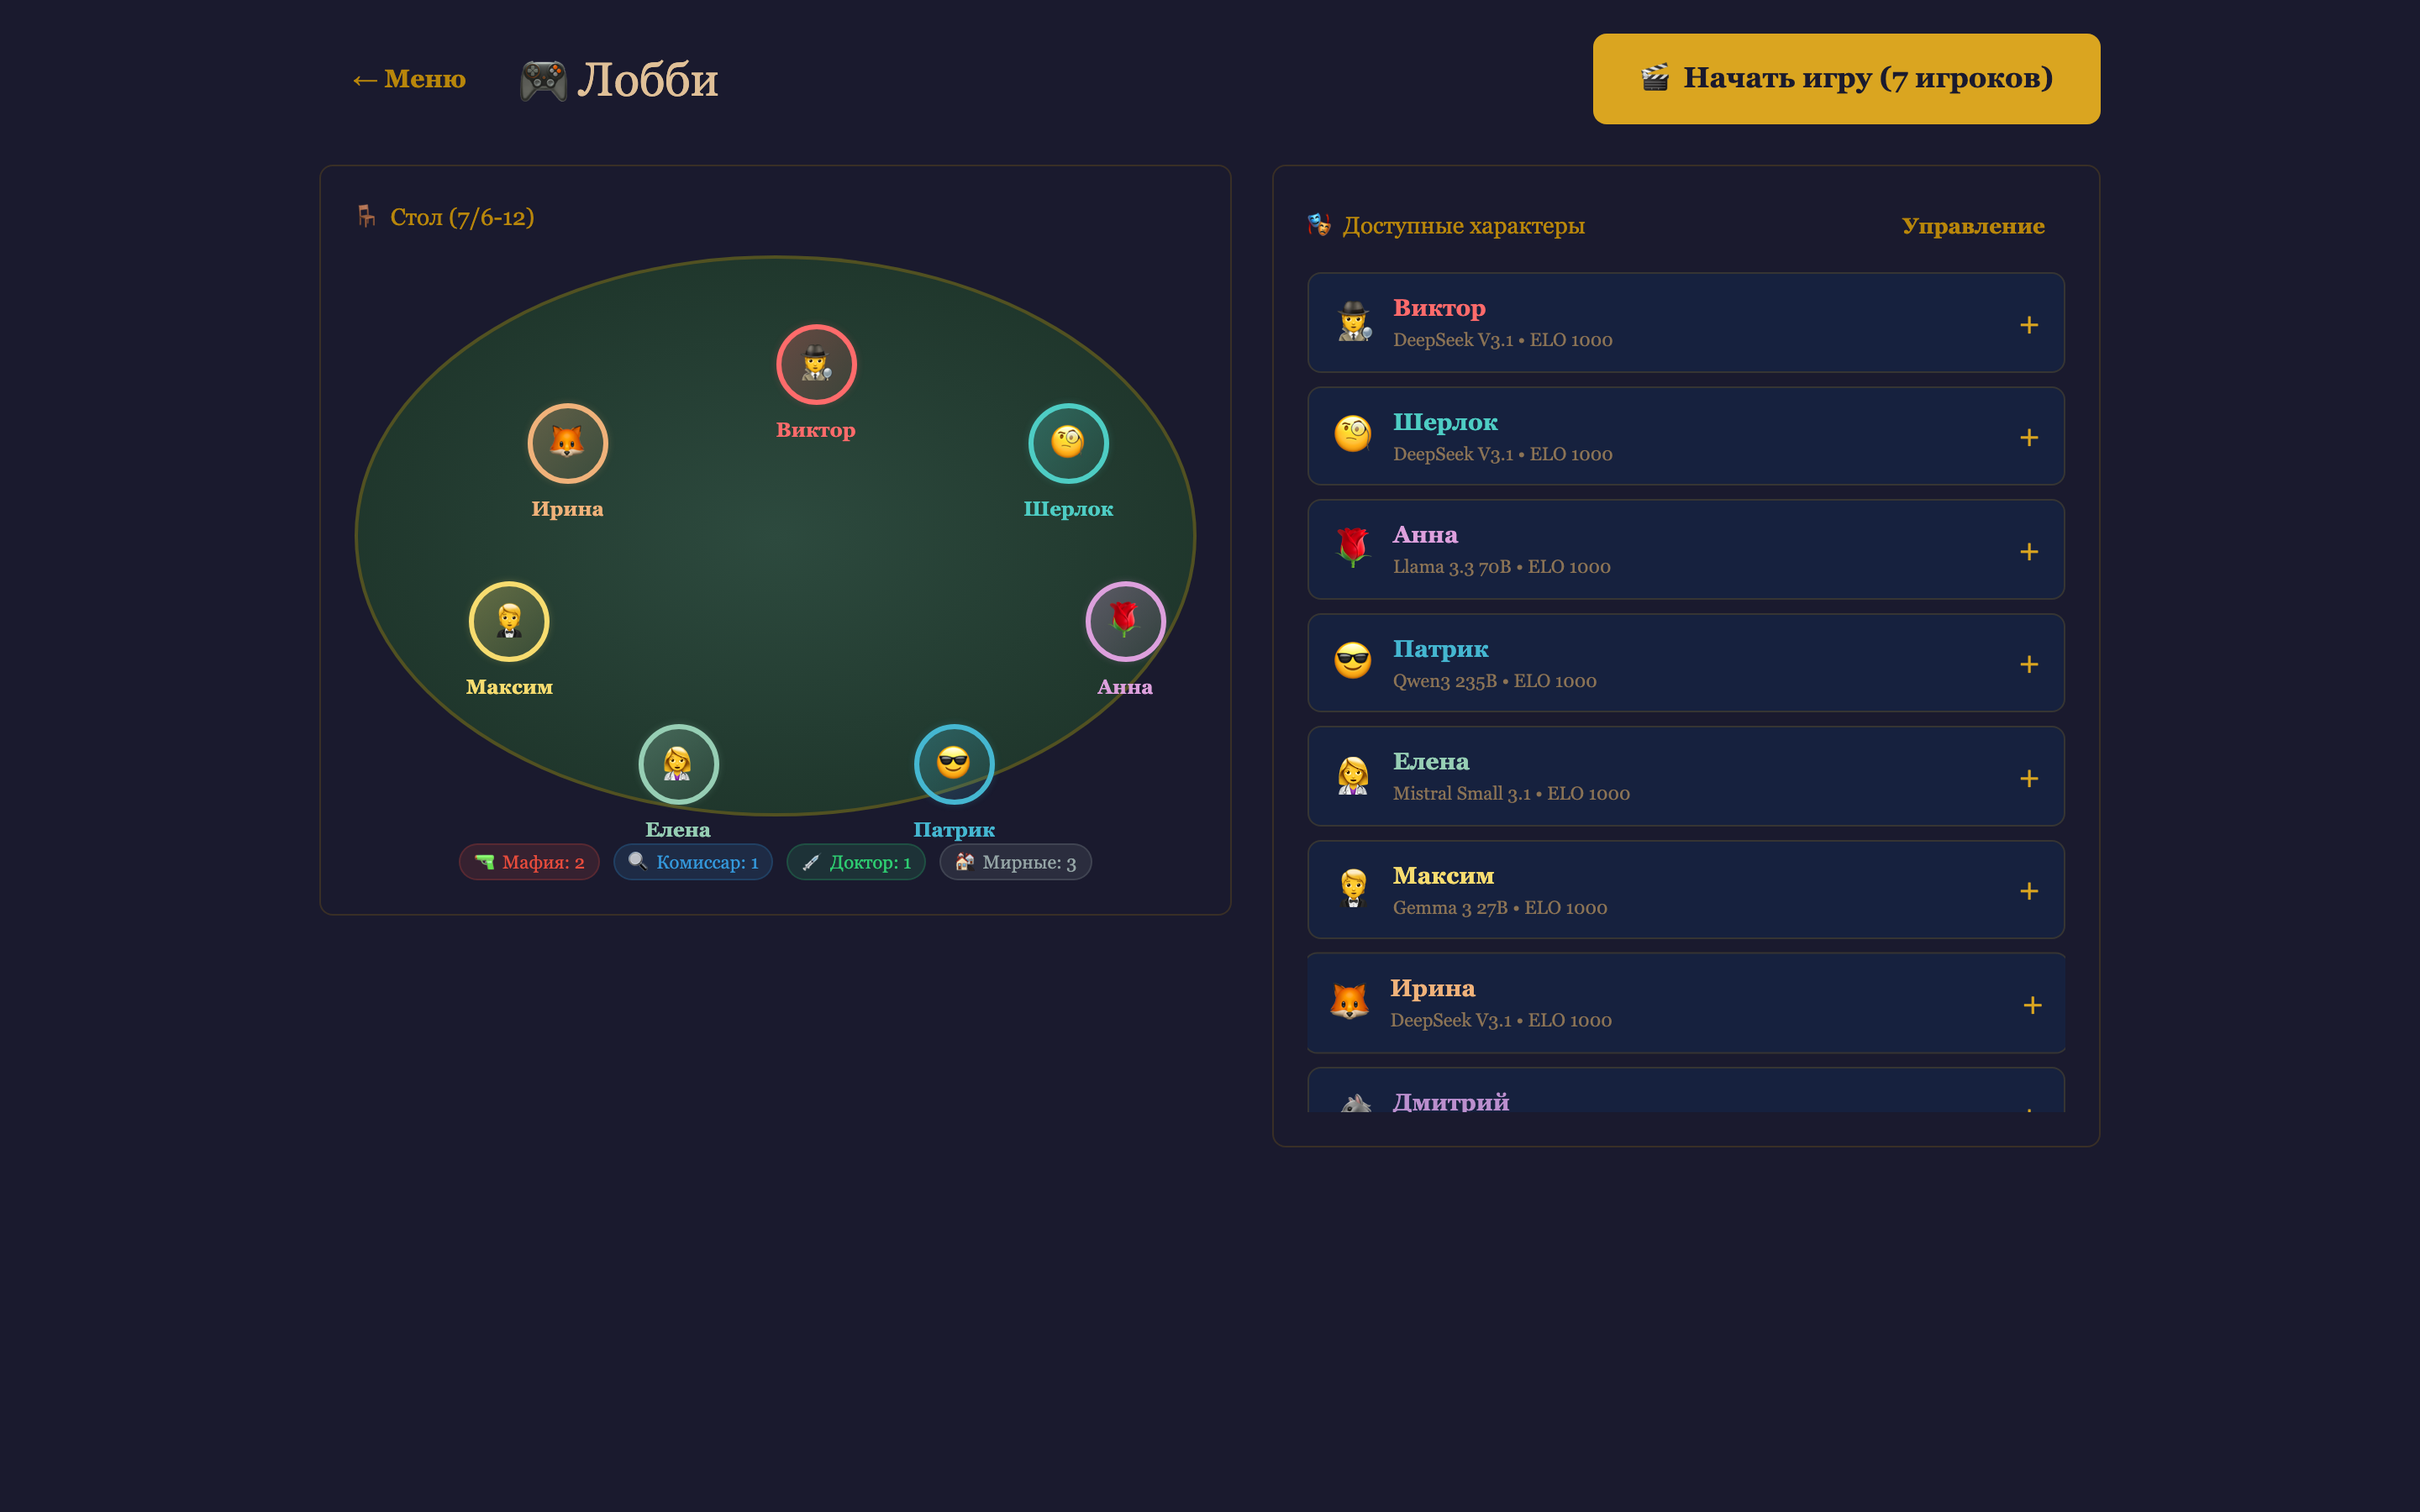 ← Меню
Лобби
Начать игру (7 игроков)
Стол (7/6-12)
Виктор
Ирина
Шерлок
Максим
Анна
Елена
Патрик
Мафия: 2
Комиссар: 1
Доктор: 1
Мирные: 3
Доступные характеры
Управление
Виктор
DeepSeek V3.1 • ELO 1000
+
Шерлок
DeepSeek V3.1 • ELO 1000
+
Анна
Llama 3.3 70B • ELO 1000
+
Патрик
Qwen3 235B • ELO 1000
+
Елена
Mistral Small 3.1 • ELO 1000
+
Максим
Gemma 3 27B • ELO 1000
+
Ирина
DeepSeek V3.1 • ELO 1000
+
Дмитрий